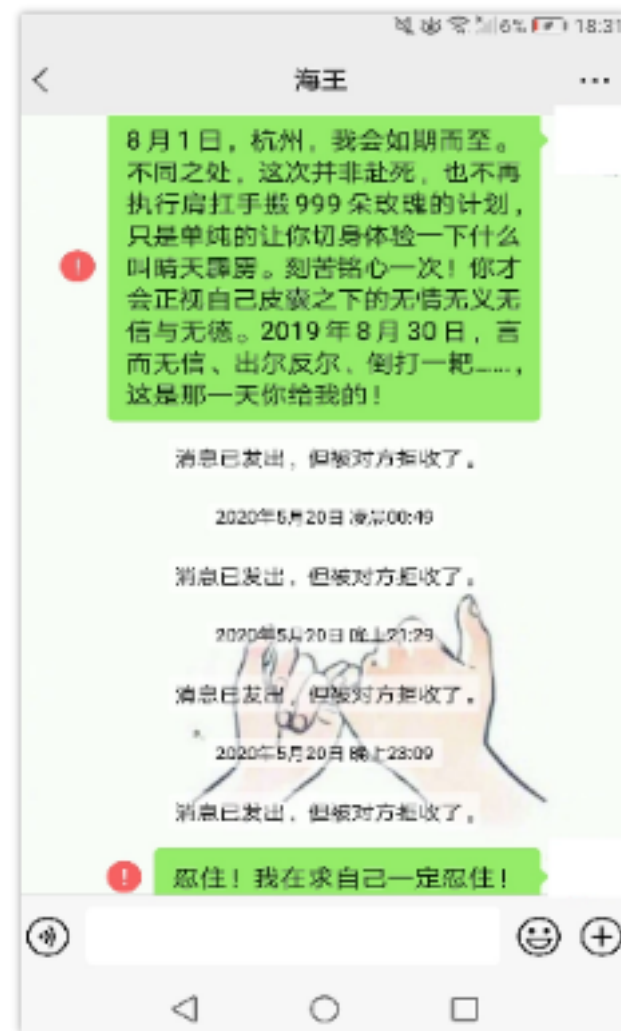 6% 18:31
海王
8月1日，杭州，我会如期而至。
不同之处，这次并非赴死，也不再
执行肩扛手搬999朵玫瑰的计划，
只是单纯的让你切身体验一下什么
叫晴天霹雳。刻苦铭心一次！你才
会正视自己皮囊之下的无情无义无
信与无德。2019年8月30日，言
而无信、出尔反尔、倒打一耙……，
这是那一天你给我的！
消息已发出，但被对方拒收了。
2020年5月20日 凌晨00:49
消息已发出，但被对方拒收了。
2020年5月20日 晚上21:29
消息已发出，但被对方拒收了。
2020年5月20日 晚上23:09
消息已发出，但被对方拒收了。
忍住！我在求自己一定忍住！